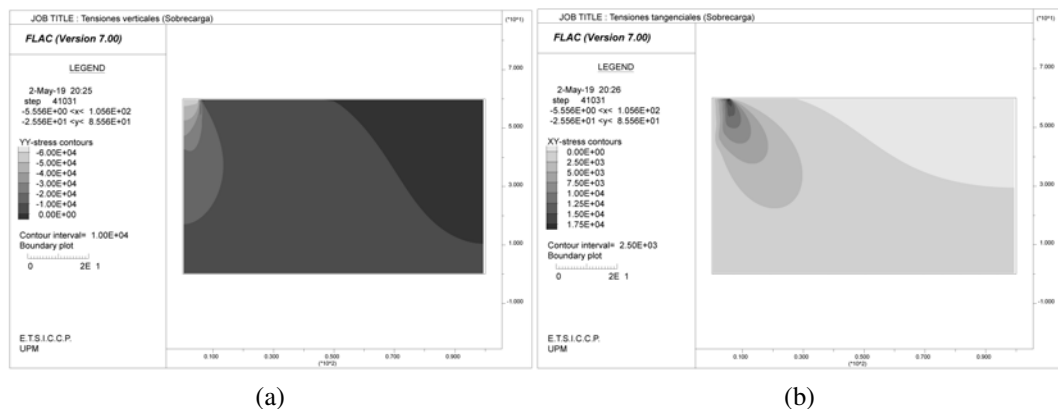 JOB TITLE : Tensiones verticales (Sobrecarga)
(*10^1)
FLAC (Version 7.00)
LEGEND
2-May-19 20:25
step 41031
-5.556E+00 <x< 1.056E+02
-2.556E+01 <y< 8.556E+01
YY-stress contours
-6.00E+04
-5.00E+04
-4.00E+04
-3.00E+04
-2.00E+04
-1.00E+04
0.00E+00
Contour interval= 1.00E+04
Boundary plot
0 2E 1
E.T.S.I.C.C.P.
UPM
7.000
5.000
3.000
1.000
-1.000
0.100 0.300 0.500 0.700 0.900
(*10^2)
(a)
JOB TITLE : Tensiones tangenciales (Sobrecarga)
(*10^1)
FLAC (Version 7.00)
LEGEND
2-May-19 20:26
step 41031
-5.556E+00 <x< 1.056E+02
-2.556E+01 <y< 8.556E+01
XY-stress contours
0.00E+00
2.50E+03
5.00E+03
7.50E+03
1.00E+04
1.25E+04
1.50E+04
1.75E+04
Contour interval= 2.50E+03
Boundary plot
0 2E 1
E.T.S.I.C.C.P.
UPM
7.000
5.000
3.000
1.000
-1.000
0.100 0.300 0.500 0.700 0.900
(*10^2)
(b)